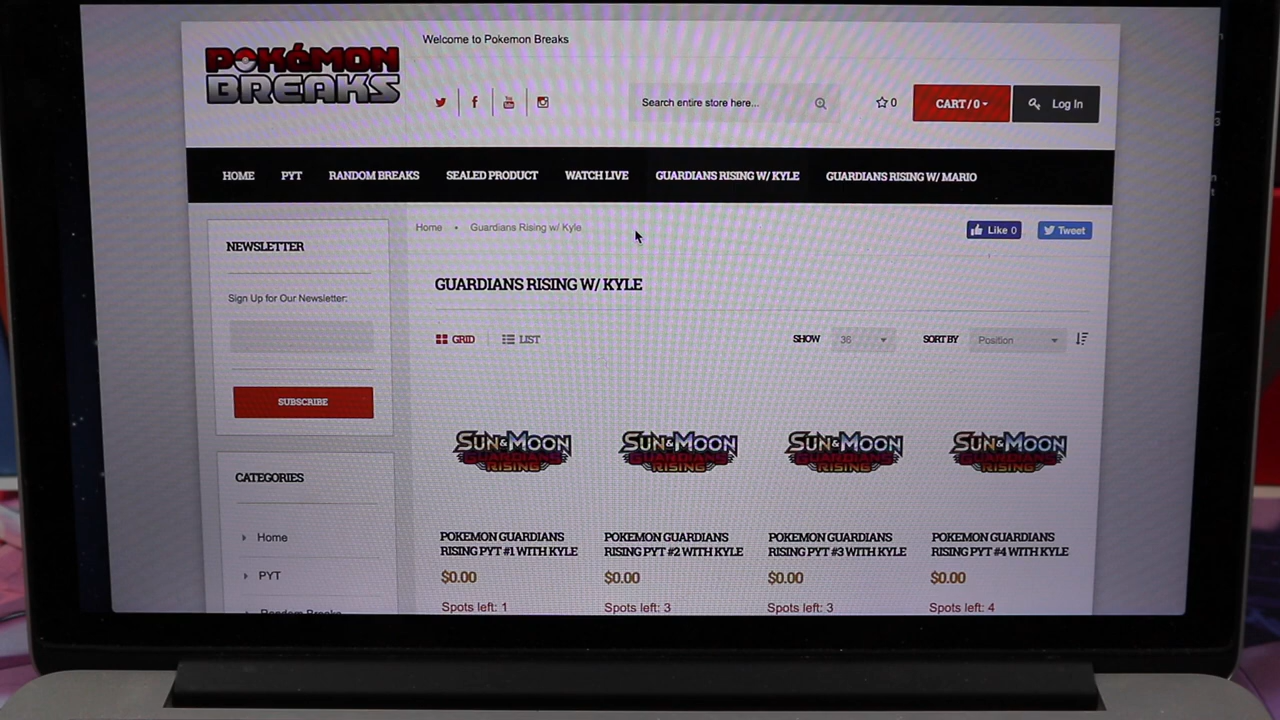 POKÉMON
BREAKS
Welcome to Pokemon Breaks
You Tube
Search entire store here...
0
CART / 0
Log In
HOME
PYT
RANDOM BREAKS
SEALED PRODUCT
WATCH LIVE
GUARDIANS RISING W/ KYLE
GUARDIANS RISING W/ MARIO
Home • Guardians Rising w/ Kyle
Like 0
Tweet
NEWSLETTER
Sign Up for Our Newsletter:
SUBSCRIBE
CATEGORIES
Home
PYT
Random Breaks
GUARDIANS RISING W/ KYLE
GRID
LIST
SHOW
36
SORT BY
Position
SUN & MOON
GUARDIANS
RISING
SUN & MOON
GUARDIANS
RISING
SUN & MOON
GUARDIANS
RISING
SUN & MOON
GUARDIANS
RISING
POKEMON GUARDIANS
RISING PYT #1 WITH KYLE
$0.00
Spots left: 1
POKEMON GUARDIANS
RISING PYT #2 WITH KYLE
$0.00
Spots left: 3
POKEMON GUARDIANS
RISING PYT #3 WITH KYLE
$0.00
Spots left: 3
POKEMON GUARDIANS
RISING PYT #4 WITH KYLE
$0.00
Spots left: 4